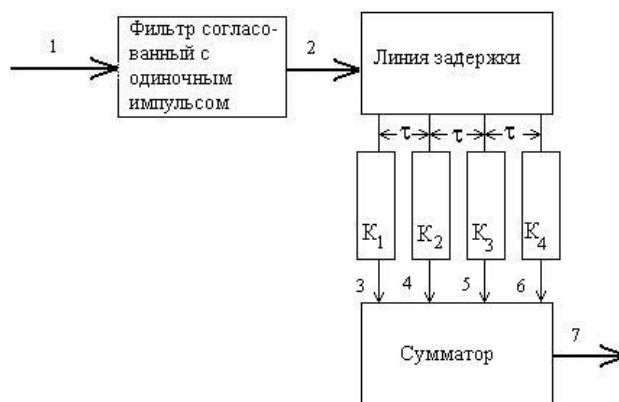 1
Фильтр согласо-
ванный с
одиночным
импульсом
2
Линия задержки
τ τ τ
К1 К2 К3 К4
3 4 5 6
Сумматор
7